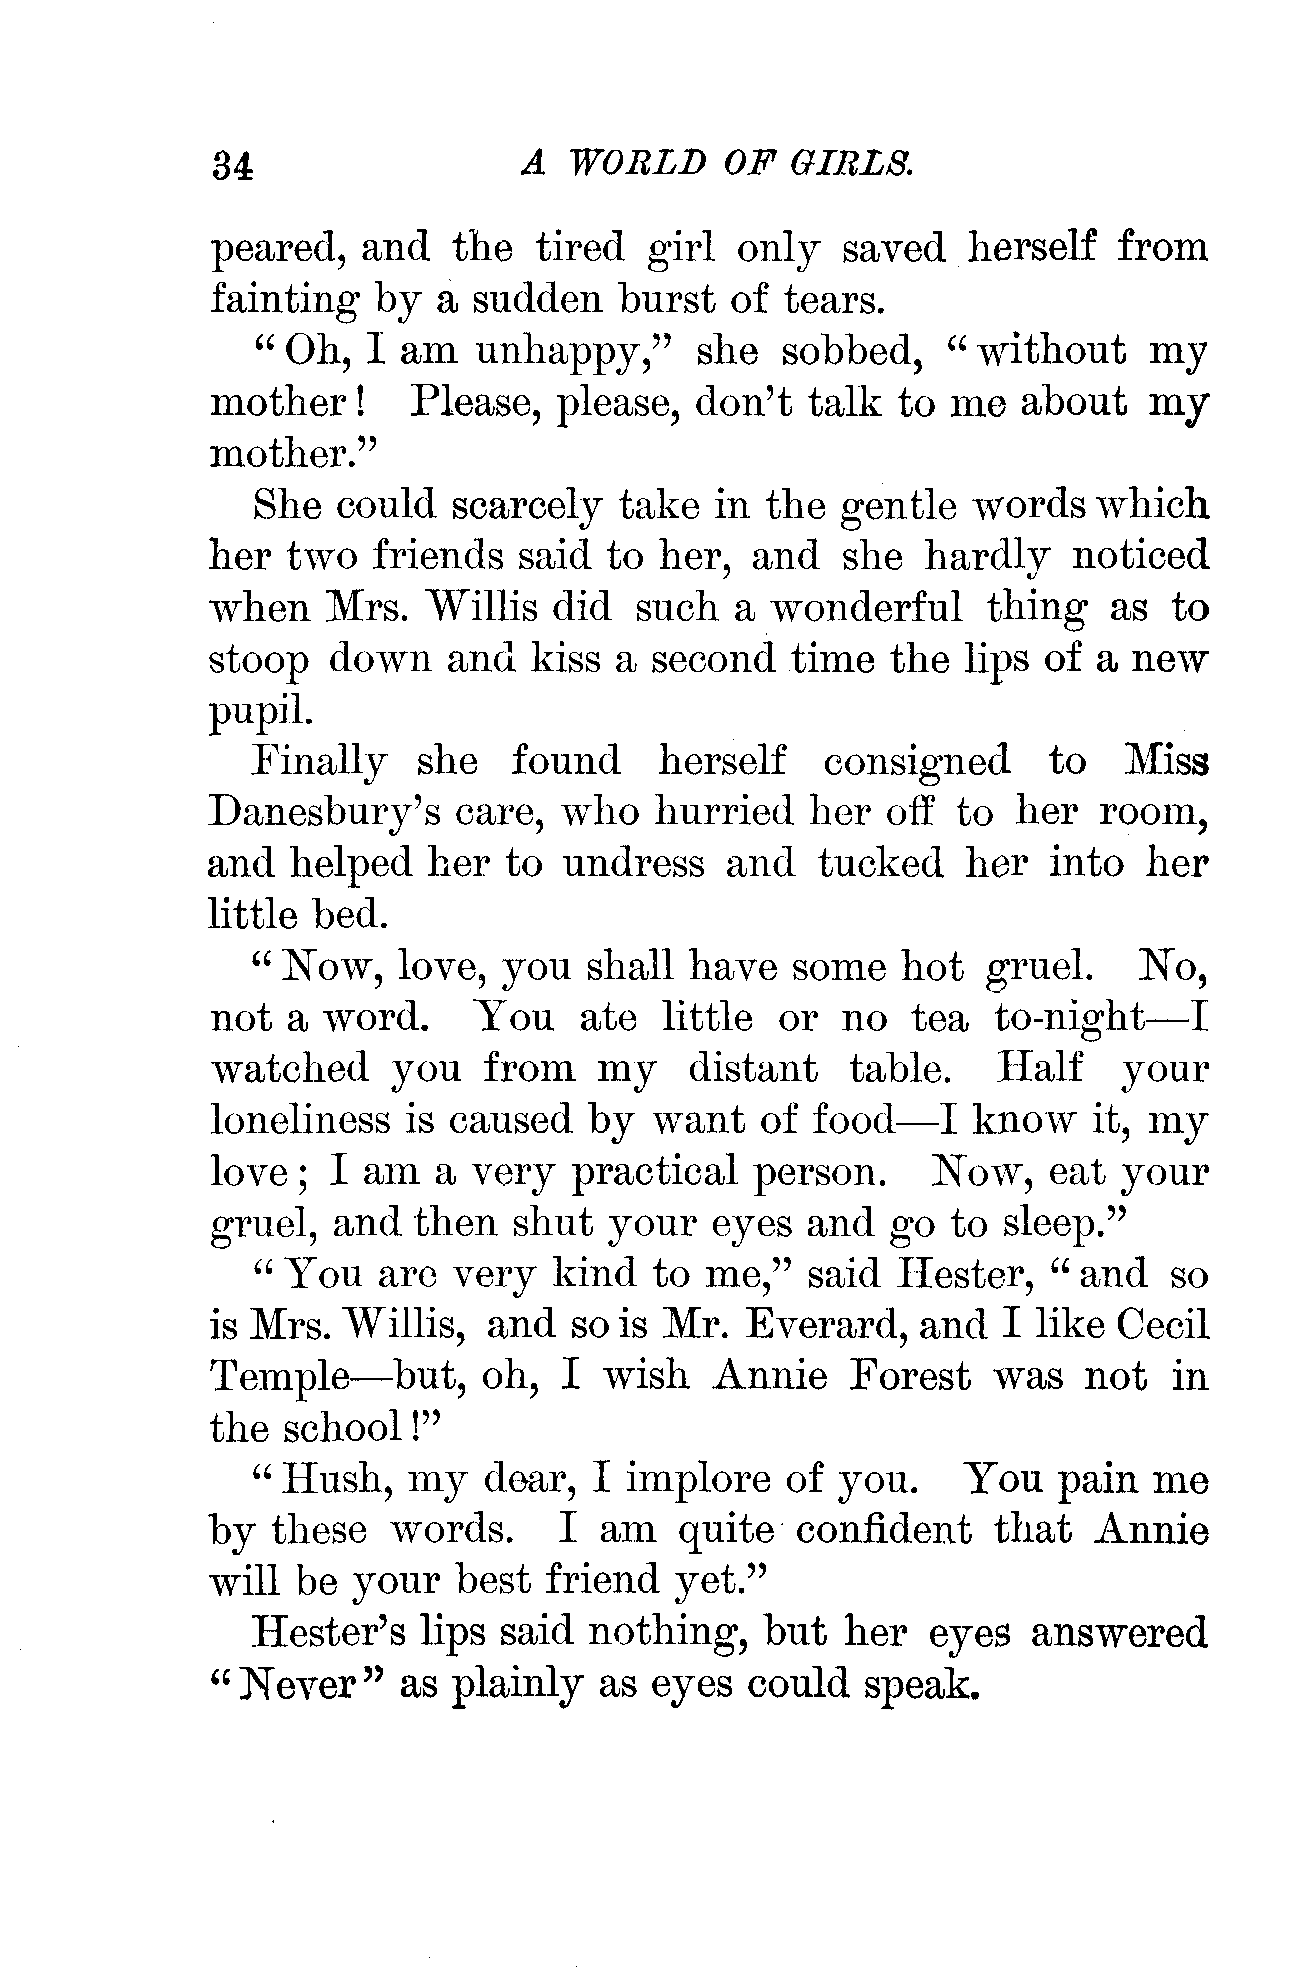 34 A WORLD OF GIRLS.
peared, and the tired girl only saved herself from
fainting by a sudden burst of tears.
“Oh, I am unhappy,” she sobbed, “without my
mother! Please, please, don’t talk to me about my
mother.”
She could scarcely take in the gentle words which
her two friends said to her, and she hardly noticed
when Mrs. Willis did such a wonderful thing as to
stoop down and kiss a second time the lips of a new
pupil.
Finally she found herself consigned to Miss
Danesbury’s care, who hurried her off to her room,
and helped her to undress and tucked her into her
little bed.
“Now, love, you shall have some hot gruel. No,
not a word. You ate little or no tea to-night—I
watched you from my distant table. Half your
loneliness is caused by want of food—I know it, my
love; I am a very practical person. Now, eat your
gruel, and then shut your eyes and go to sleep.”
“You are very kind to me,” said Hester, “and so
is Mrs. Willis, and so is Mr. Everard, and I like Cecil
Temple—but, oh, I wish Annie Forest was not in
the school!”
“Hush, my dear, I implore of you. You pain me
by these words. I am quite confident that Annie
will be your best friend yet.”
Hester’s lips said nothing, but her eyes answered
“Never” as plainly as eyes could speak.